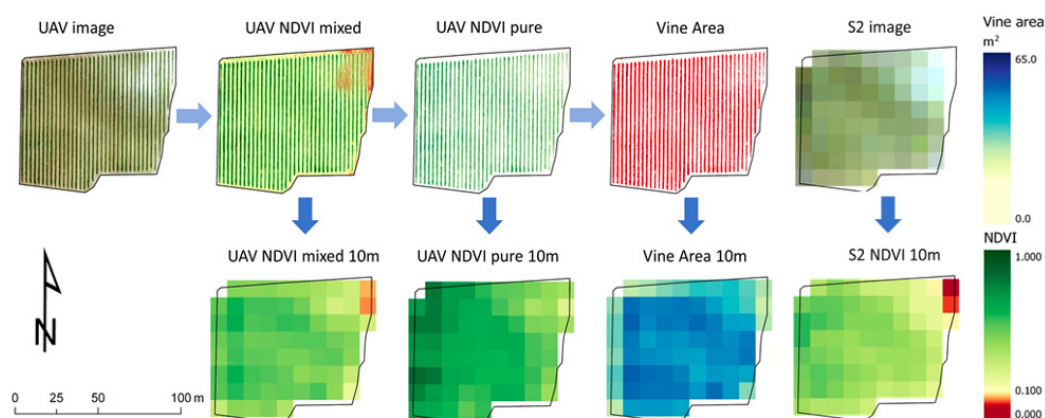 UAV image
UAV NDVI mixed
UAV NDVI pure
Vine Area
S2 image
Vine area
m²
65.0
0.0
UAV NDVI mixed 10m
UAV NDVI pure 10m
Vine Area 10m
S2 NDVI 10m
NDVI
1.000
0.100
0.000
N
0 25 50 100 m